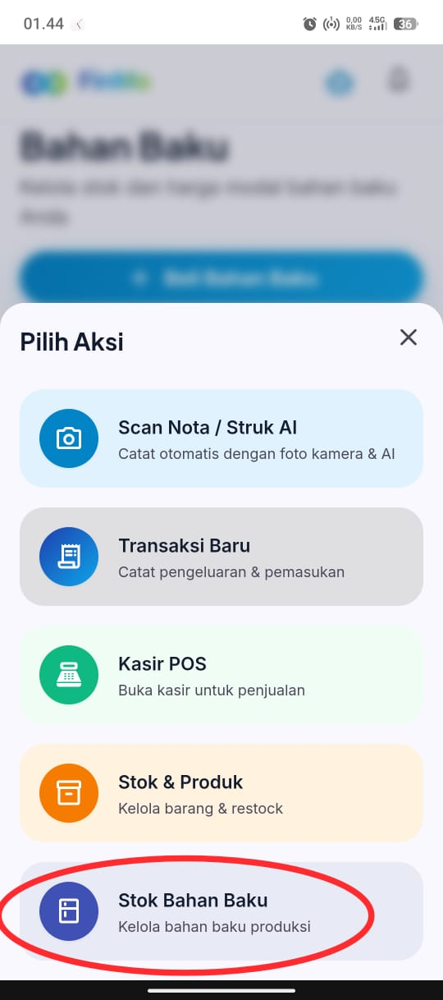 01.44
0,00
KB/S
4.5G
36
FinMo
Bahan Baku
Kelola stok dan harga modal bahan baku
Anda
+ Beli Bahan Baku
Pilih Aksi
Scan Nota / Struk AI
Catat otomatis dengan foto kamera & AI
Transaksi Baru
Catat pengeluaran & pemasukan
Kasir POS
Buka kasir untuk penjualan
Stok & Produk
Kelola barang & restock
Stok Bahan Baku
Kelola bahan baku produksi